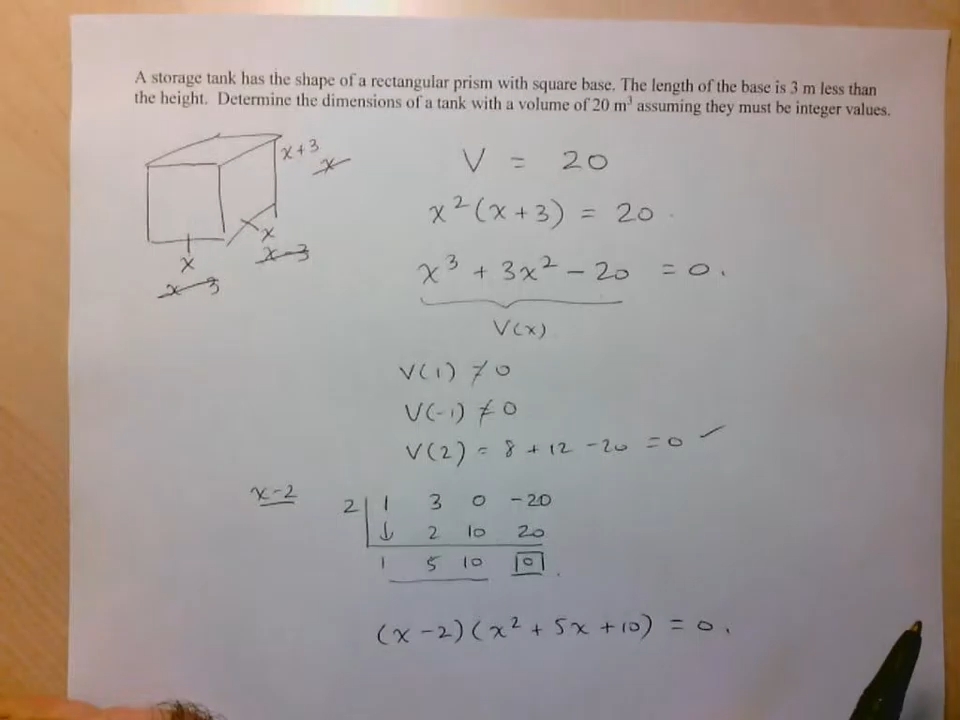 A storage tank has the shape of a rectangular prism with square base. The length of the base is 3 m less than
the height. Determine the dimensions of a tank with a volume of 20 m³ assuming they must be integer values.
x+3
x
x
x-3
x
x-3
V = 20
x²(x+3) = 20
x³ + 3x² - 20 = 0.
V(x)
V(1) ≠ 0
V(-1) ≠ 0
V(2) = 8 + 12 - 20 = 0 ✓
x-2
2 | 1 3 0 -20
↓ 2 10 20
1 5 10 0
(x-2)(x² + 5x + 10) = 0.